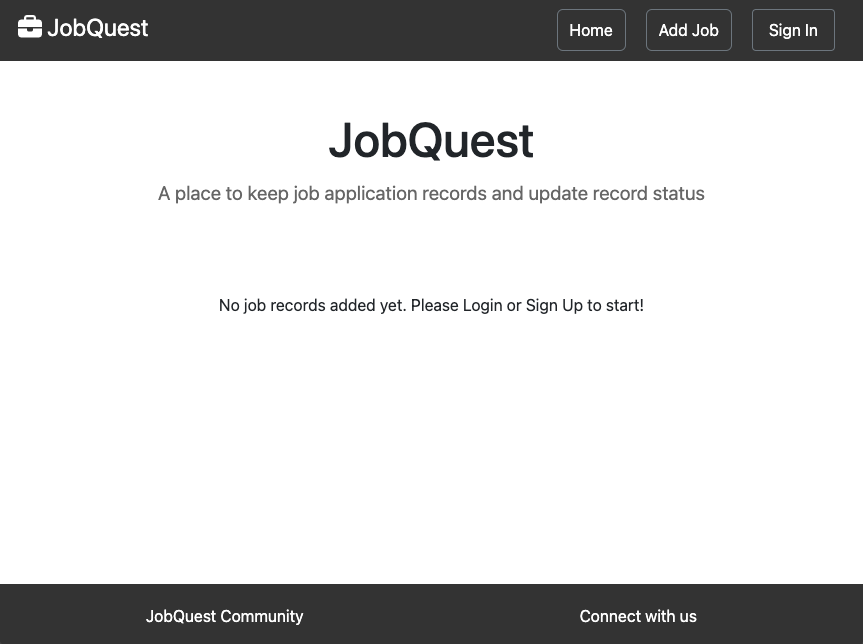 JobQuest
Home
Add Job
Sign In
JobQuest
A place to keep job application records and update record status
No job records added yet. Please Login or Sign Up to start!
JobQuest Community
Connect with us